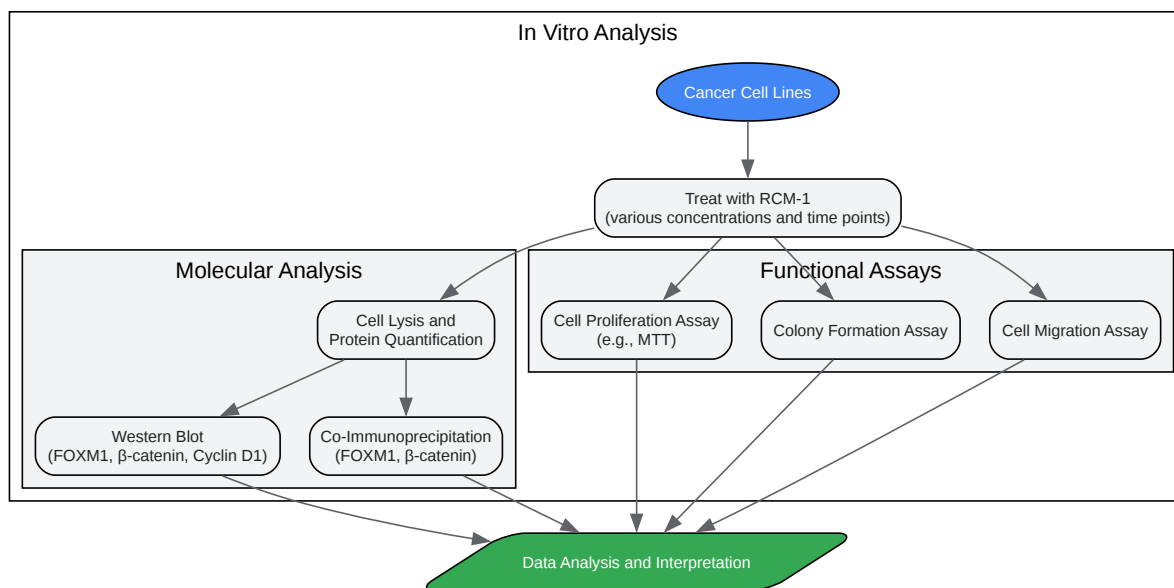 In Vitro Analysis
Cancer Cell Lines
Treat with RCM-1
(various concentrations and time points)
Molecular Analysis
Functional Assays
Cell Lysis and
Protein Quantification
Cell Proliferation Assay
(e.g., MTT)
Colony Formation Assay
Cell Migration Assay
Western Blot
(FOXM1, β-catenin, Cyclin D1)
Co-Immunoprecipitation
(FOXM1, β-catenin)
Data Analysis and Interpretation